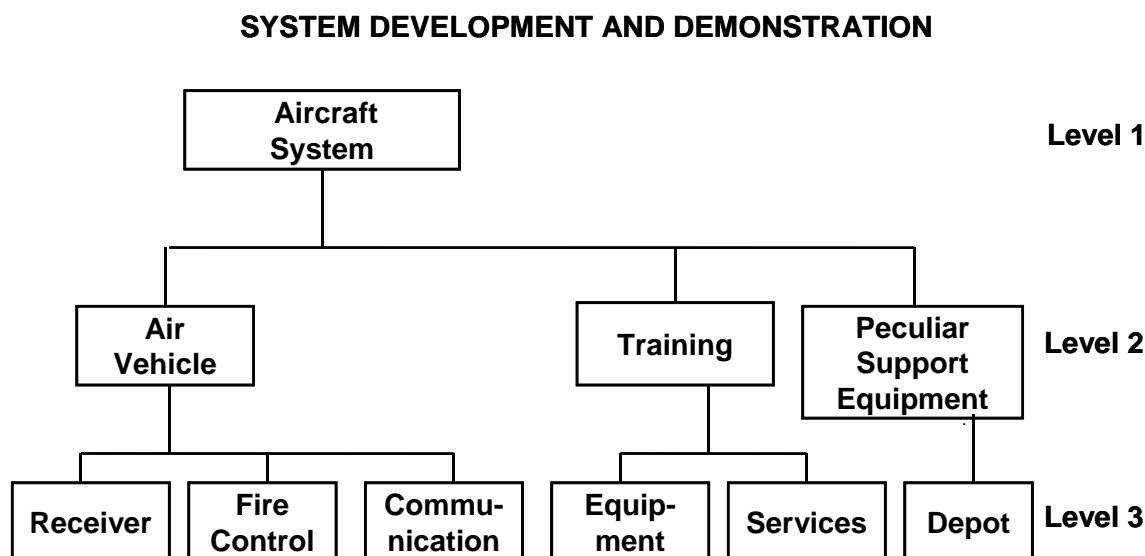 SYSTEM DEVELOPMENT AND DEMONSTRATION
Aircraft
System
Level 1
Air
Vehicle
Training
Peculiar
Support
Equipment
Level 2
Receiver
Fire
Control
Commu-
nication
Equip-
ment
Services
Depot
Level 3